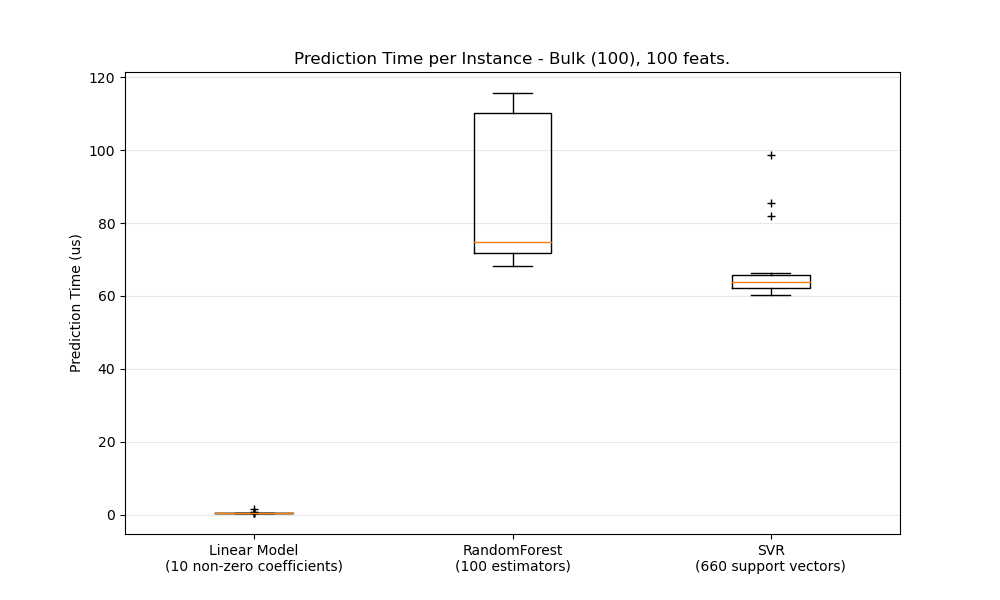 Prediction Time per Instance - Bulk (100), 100 feats.
120
100
80
60
40
20
0
Prediction Time (us)
Linear Model
(10 non-zero coefficients)
RandomForest
(100 estimators)
SVR
(660 support vectors)